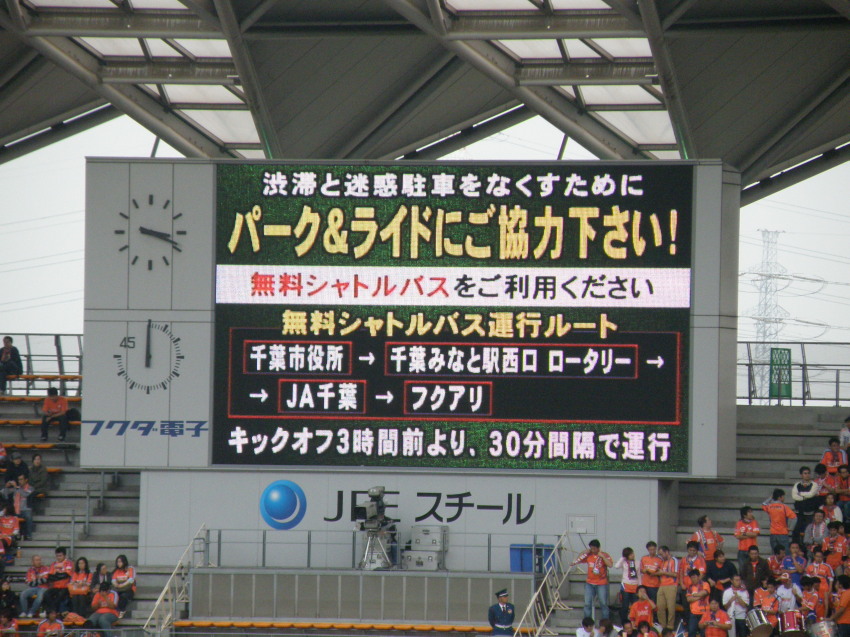 渋滞と迷惑駐車をなくすために
パーク&ライドにご協力下さい!
無料シャトルバスをご利用ください
無料シャトルバス運行ルート
千葉市役所 → 千葉みなと駅西口 ロータリー →
→ JA千葉 → フクアリ
キックオフ3時間前より、30分間隔で運行
45
フクダ電子
JFE スチール